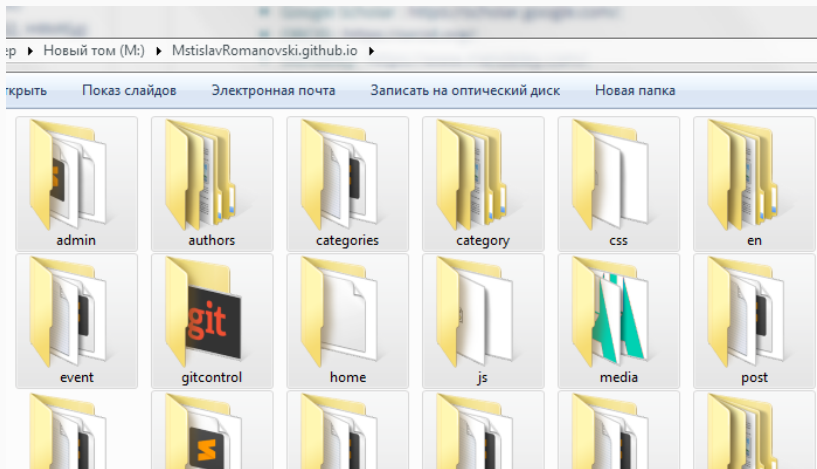 ер ▸ Новый том (M:) ▸ MstislavRomanovski.github.io ▸
ткрыть Показ слайдов Электронная почта Записать на оптический диск Новая папка
admin authors categories category css en
git
event gitcontrol home js media post